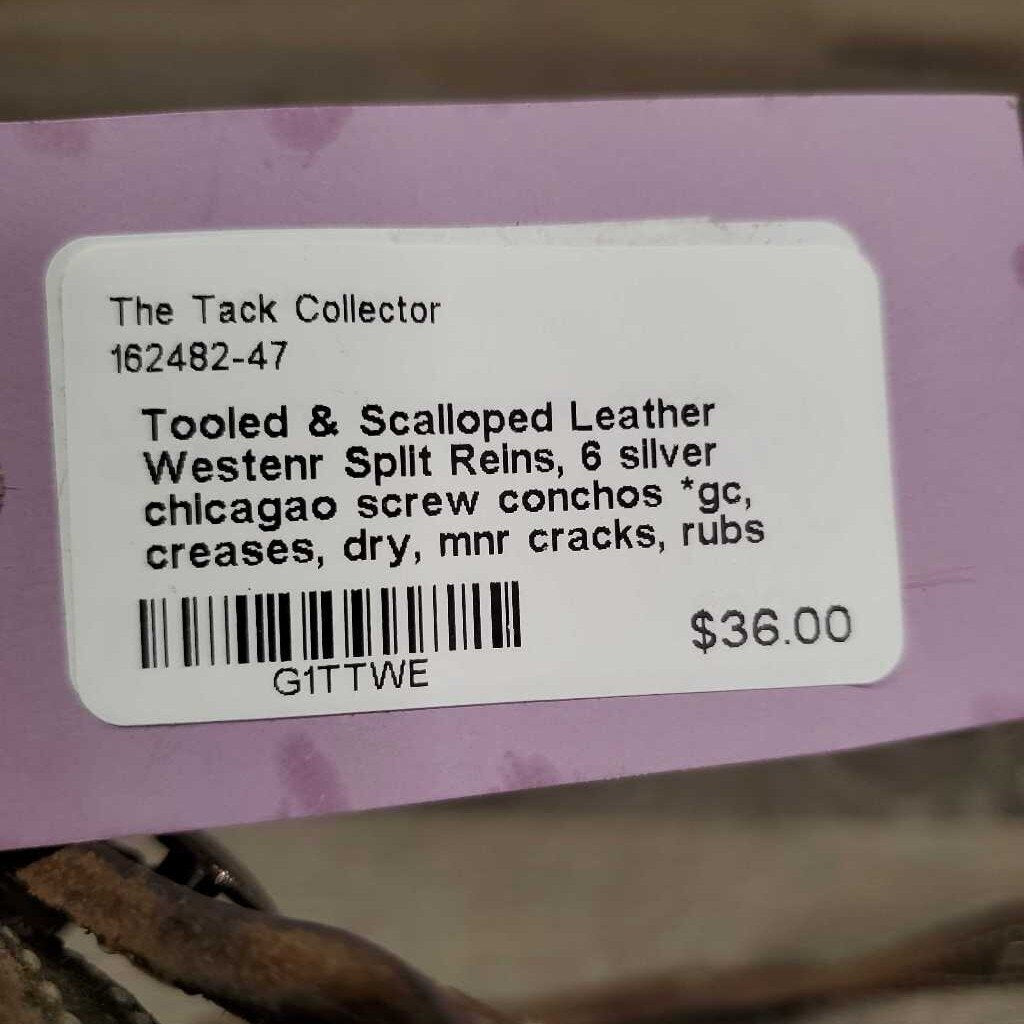 The Tack Collector
162482-47
Tooled & Scalloped Leather
Westenr Split Reins, 6 silver
chicagao screw conchos *gc,
creases, dry, mnr cracks, rubs
G1TTWE
$36.00